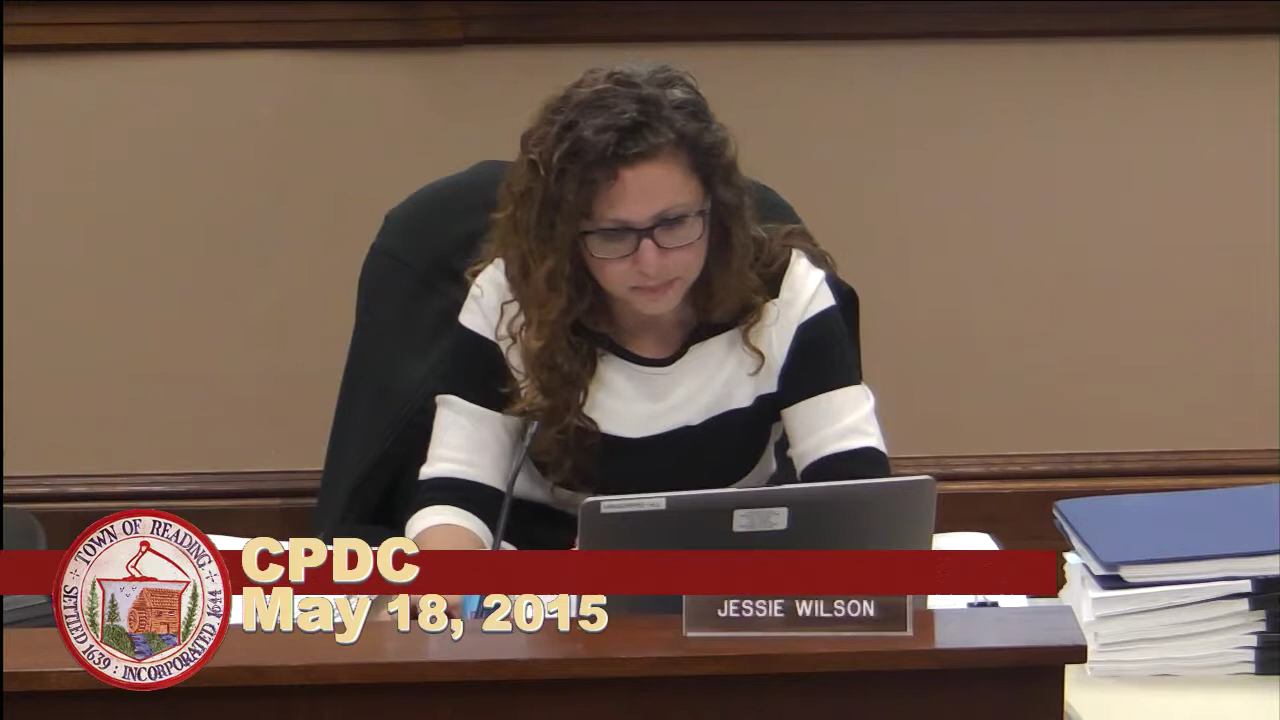 CPDC
May 18, 2015
JESSIE WILSON
TOWN OF READING
SETTLED 1639 : INCORPORATED 1644